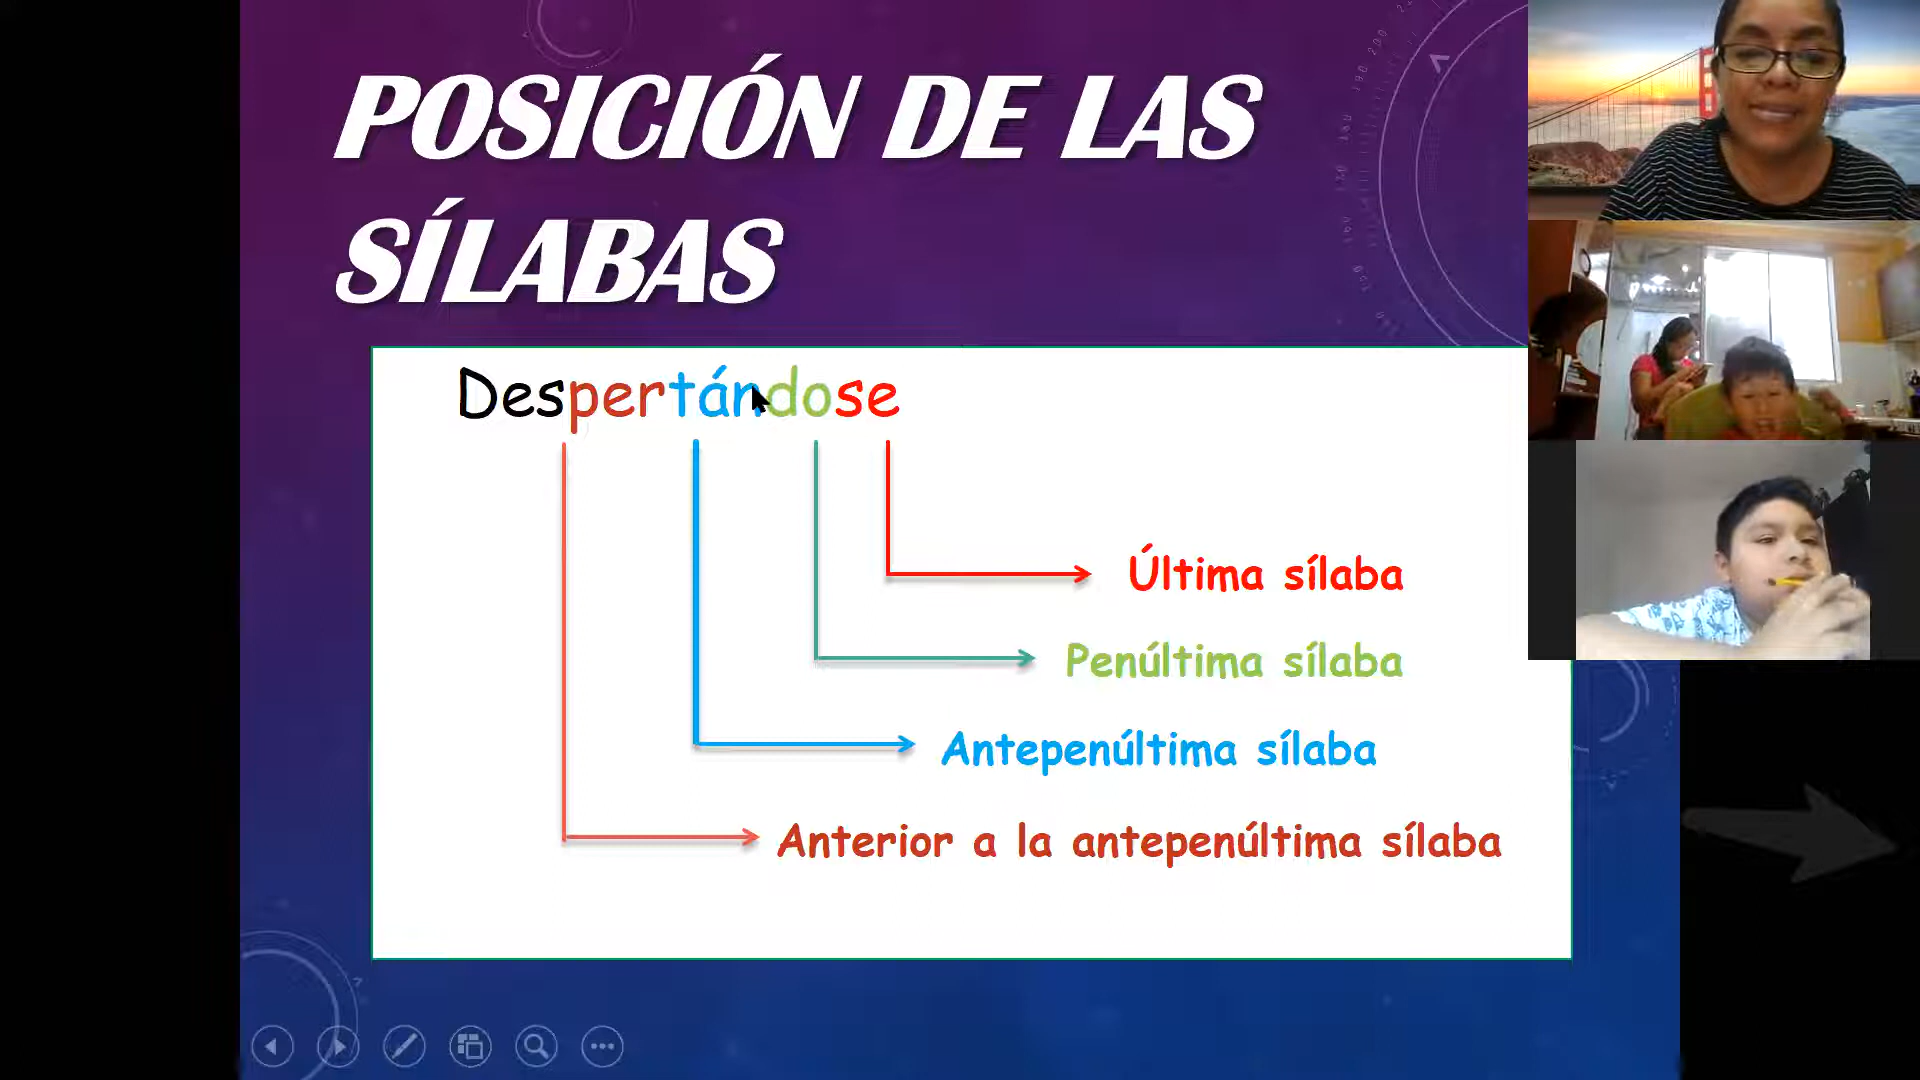 POSICIÓN DE LAS
SÍLABAS
Despertándose
Última sílaba
Penúltima sílaba
Antepenúltima sílaba
Anterior a la antepenúltima sílaba